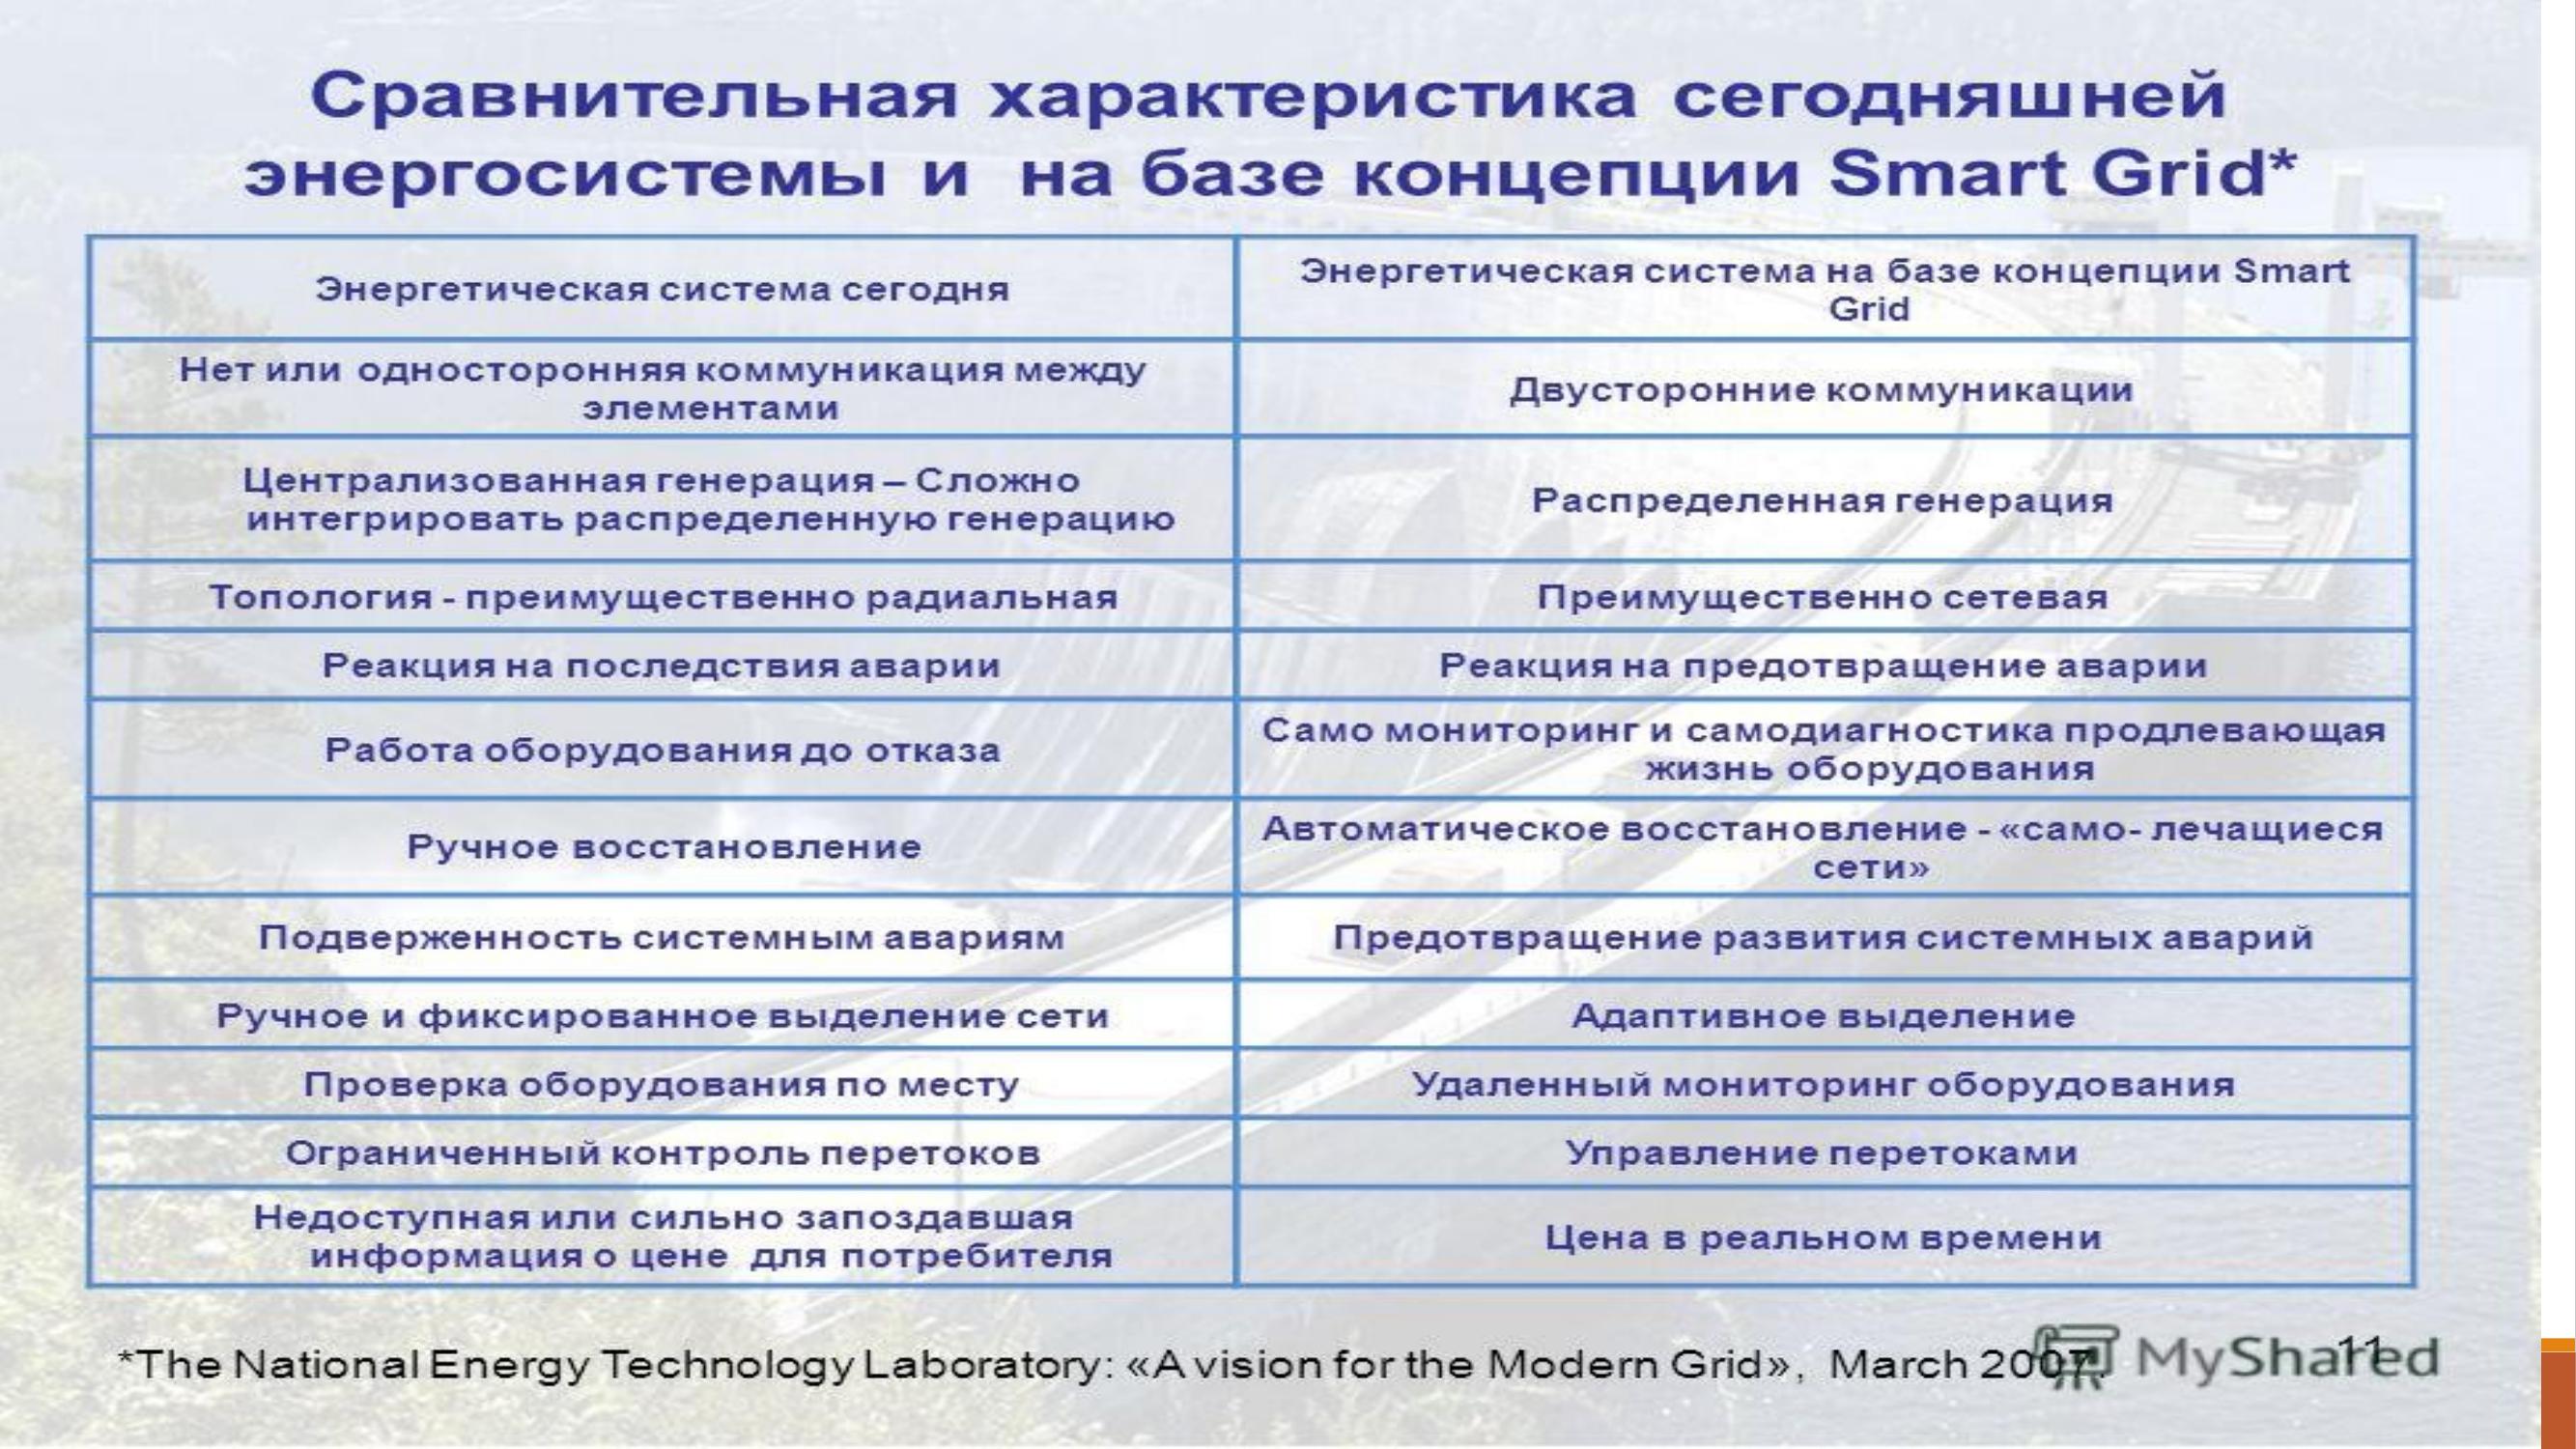 Сравнительная характеристика сегодняшней
энергосистемы и на базе концепции Smart Grid*
Энергетическая система сегодня
Энергетическая система на базе концепции Smart
Grid
Нет или односторонняя коммуникация между
элементами
Двусторонние коммуникации
Централизованная генерация – Сложно
интегрировать распределенную генерацию
Распределенная генерация
Топология - преимущественно радиальная
Преимущественно сетевая
Реакция на последствия аварии
Реакция на предотвращение аварии
Работа оборудования до отказа
Само мониторинг и самодиагностика продлевающая
жизнь оборудования
Ручное восстановление
Автоматическое восстановление - «само- лечащиеся
сети»
Подверженность системным авариям
Предотвращение развития системных аварий
Ручное и фиксированное выделение сети
Адаптивное выделение
Проверка оборудования по месту
Удаленный мониторинг оборудования
Ограниченный контроль перетоков
Управление перетоками
Недоступная или сильно запоздавшая
информация о цене для потребителя
Цена в реальном времени
*The National Energy Technology Laboratory: «A vision for the Modern Grid», March 2007.
MyShared
11